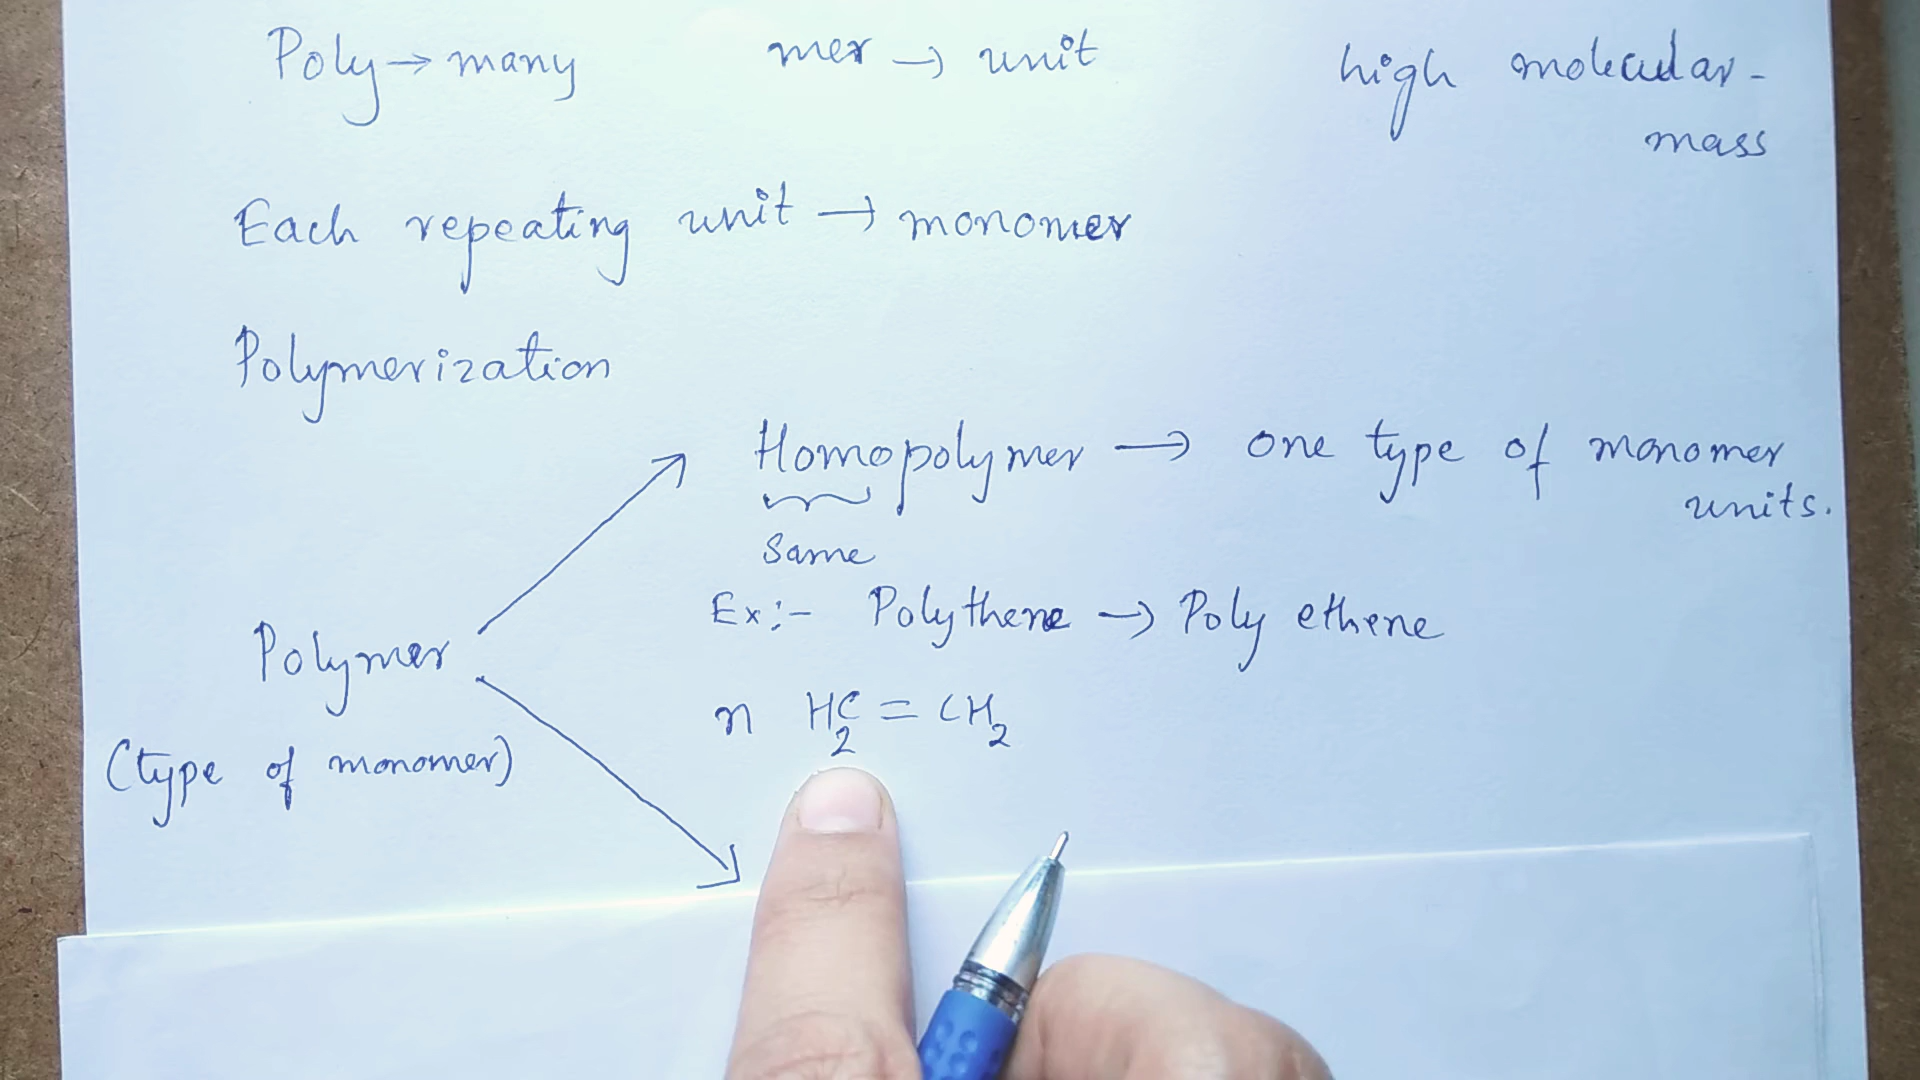 Poly → many mer → unit high molecular-
mass
Each repeating unit → monomer
Polymerization
Homopolymer → one type of monomer
units.
Same
Ex:- Polythene → Poly ethene
Polymer
n H₂C = CH₂
(type of monomer)